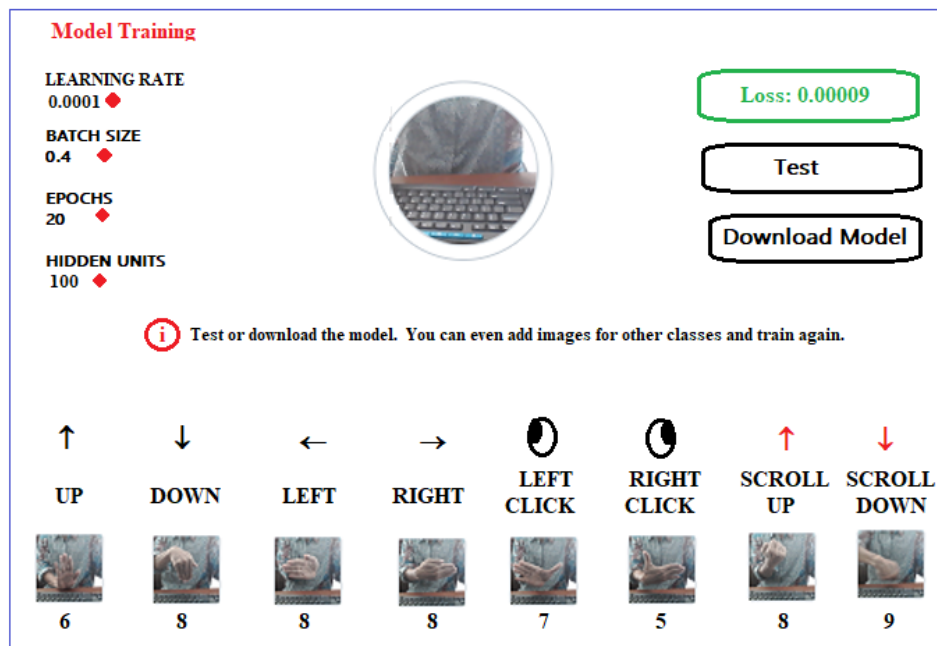 Model Training
LEARNING RATE
0.0001
BATCH SIZE
0.4
EPOCHS
20
HIDDEN UNITS
100
Loss: 0.00009
Test
Download Model
i Test or download the model. You can even add images for other classes and train again.
↑ ↓ ← → ↑ ↓
UP DOWN LEFT RIGHT LEFT CLICK RIGHT CLICK SCROLL UP SCROLL DOWN
6 8 8 8 7 5 8 9